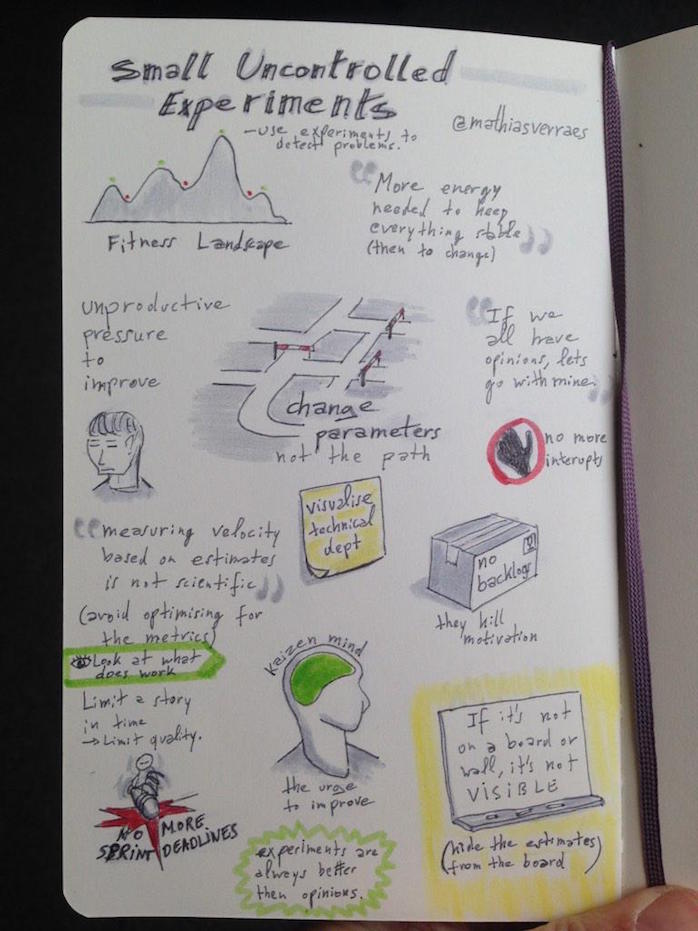 Small Uncontrolled
Experiments
@mathiasverraes
- use experiments to
detect problems.
Fitness Landscape
"More energy
needed to keep
everything stable"
(then to change)
unproductive
pressure
to
improve
change
parameters
not the path
"If we
all have
opinions, lets
go with mine."
no more
interupts
visualise
technical
dept
"measuring velocity
based on estimates
is not scientific"
(avoid optimising for
the metrics)
Look at what
does work
Limit a story
in time
→ Limit quality.
NO MORE
SPRINT DEADLINES
no
backlogs
they kill
motivation
kaizen mind
the urge
to improve
experiments are
always better
then opinions.
If it's not
on a board or
wall, it's not
VISIBLE
(hide the estimates
from the board)